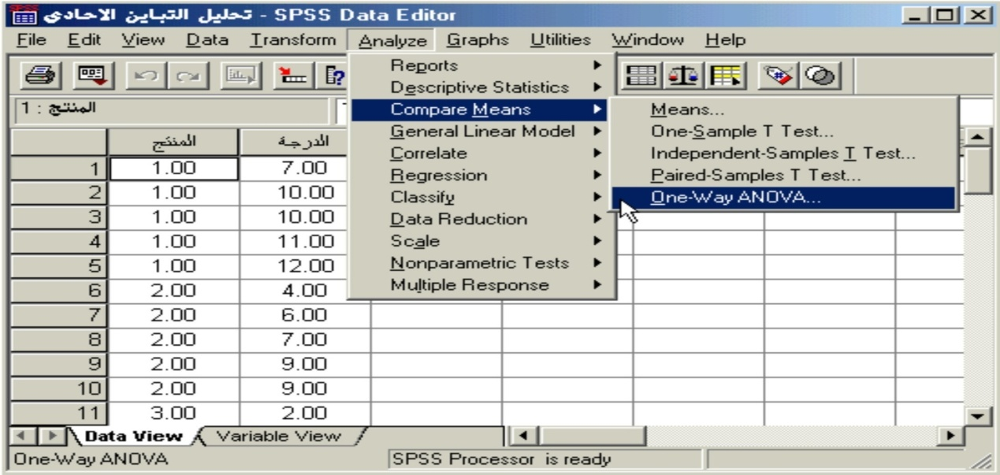 تحليل التباين الاحادى - SPSS Data Editor
File Edit View Data Transform Analyze Graphs Utilities Window Help
1 : المنتج
Reports
Descriptive Statistics
Compare Means
General Linear Model
Correlate
Regression
Classify
Data Reduction
Scale
Nonparametric Tests
Multiple Response
Means...
One-Sample T Test...
Independent-Samples T Test...
Paired-Samples T Test...
One-Way ANOVA...
المنتج الدرجة
1 1.00 7.00
2 1.00 10.00
3 1.00 10.00
4 1.00 11.00
5 1.00 12.00
6 2.00 4.00
7 2.00 6.00
8 2.00 7.00
9 2.00 9.00
10 2.00 9.00
11 3.00 2.00
Data View Variable View
One-Way ANOVA SPSS Processor is ready